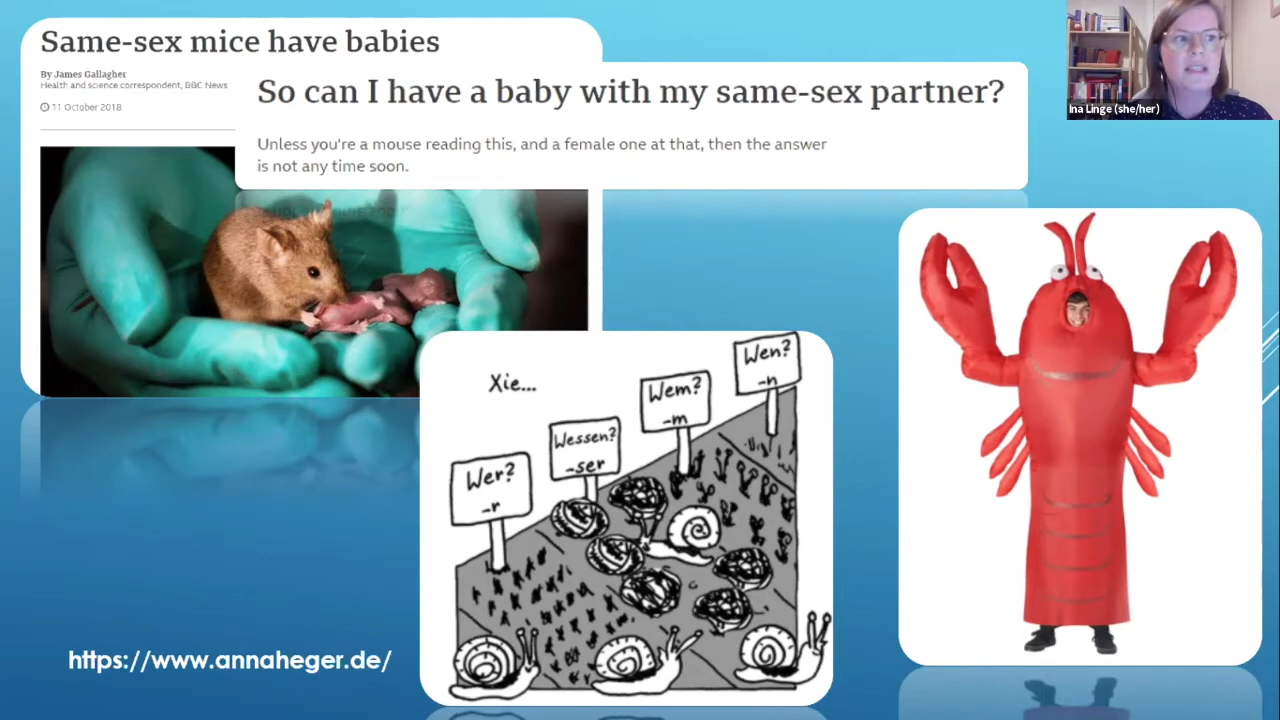 Same-sex mice have babies
By James Gallagher
Health and science correspondent, BBC News
11 October 2018
So can I have a baby with my same-sex partner?
Unless you're a mouse reading this, and a female one at that, then the answer
is not any time soon.
Ina Linge (she/her)
Xie...
Wer?
-r
Wessen?
-ser
Wem?
-m
Wen?
-n
https://www.annaheger.de/